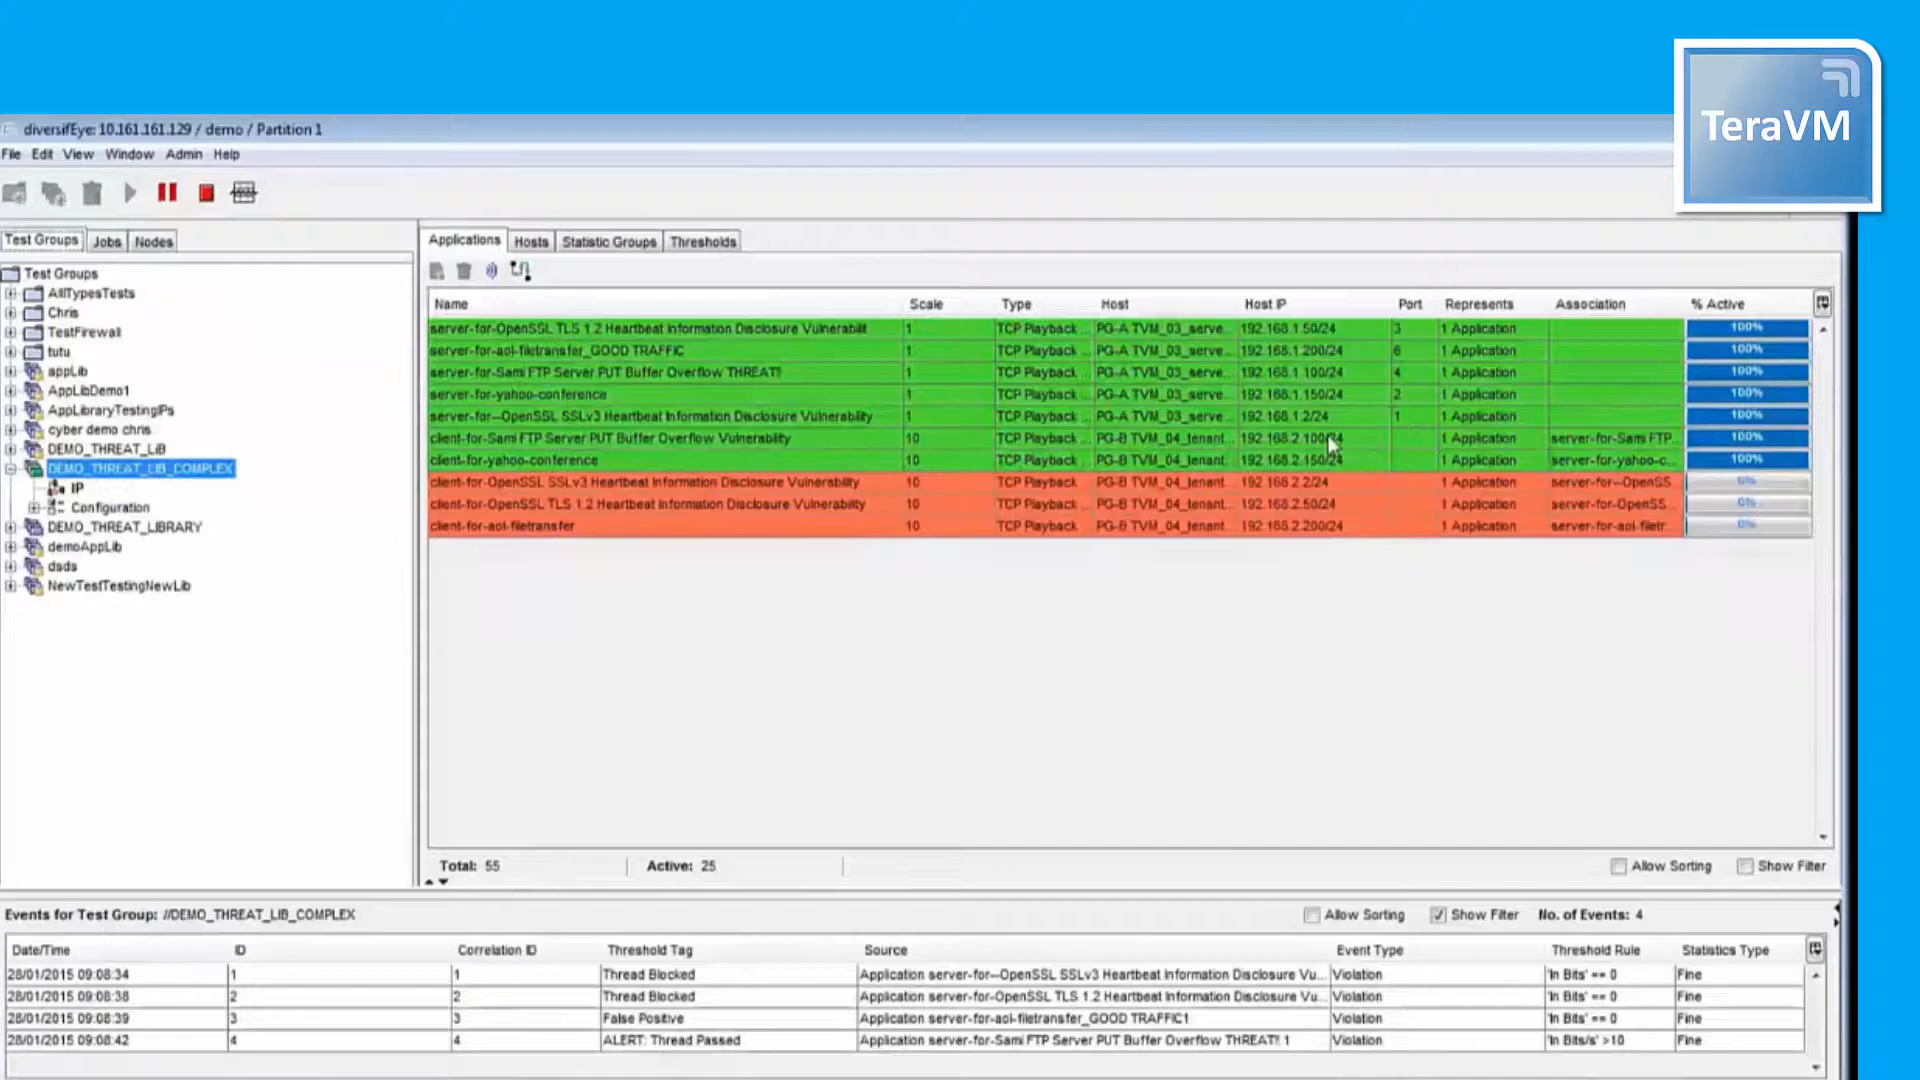 TeraVM
diversifEye: 10.161.161.129 / demo / Partition 1
File Edit View Window Admin Help
Test Groups Jobs Nodes
Applications Hosts Statistic Groups Thresholds
Test Groups
AllTypesTests
Chris
TestFirewall
tutu
appLib
AppLibDemo1
AppLibraryTestingIPs
cyber demo chris
DEMO_THREAT_LiB
DEMO_THREAT_LIB_COMPLEX
IP
Configuration
DEMO_THREAT_LIBRARY
demoAppLib
dsds
NewTestTestingNewLib
Name Scale Type Host Host IP Port Represents Association % Active
server-for-OpenSSL TLS 1.2 Heartbeat Information Disclosure Vulnerabilit 1 TCP Playback ... PG-A TVM_03_serve... 192.168.1.50/24 3 1 Application 100%
server-for-aol-filetransfer_GOOD TRAFFIC 1 TCP Playback ... PG-A TVM_03_serve... 192.168.1.200/24 6 1 Application 100%
server-for-Sami FTP Server PUT Buffer Overflow THREAT! 1 TCP Playback ... PG-A TVM_03_serve... 192.168.1.100/24 4 1 Application 100%
server-for-yahoo-conference 1 TCP Playback ... PG-A TVM_03_serve... 192.168.1.150/24 2 1 Application 100%
server-for--OpenSSL SSLv3 Heartbeat Information Disclosure Vulnerability 1 TCP Playback ... PG-A TVM_03_serve... 192.168.1.2/24 1 1 Application 100%
client-for-Sami FTP Server PUT Buffer Overflow Vulnerability 10 TCP Playback ... PG-B TVM_04_tenant... 192.168.2.100/24 1 Application server-for-Sami FTP... 100%
client-for-yahoo-conference 10 TCP Playback ... PG-B TVM_04_tenant... 192.168.2.150/24 1 Application server-for-yahoo-c... 100%
client-for-OpenSSL SSLv3 Heartbeat Information Disclosure Vulnerability 10 TCP Playback ... PG-B TVM_04_tenant... 192.168.2.2/24 1 Application server-for--OpenSS... 0%
client-for-OpenSSL TLS 1.2 Heartbeat Information Disclosure Vulnerability 10 TCP Playback ... PG-B TVM_04_tenant... 192.168.2.50/24 1 Application server-for-OpenSS... 0%
client-for-aol-filetransfer 10 TCP Playback ... PG-B TVM_04_tenant... 192.168.2.200/24 1 Application server-for-aol-filetr... 0%
Total: 55 Active: 25 Allow Sorting Show Filter
Events for Test Group: //DEMO_THREAT_LIB_COMPLEX Allow Sorting Show Filter No. of Events: 4
Date/Time ID Correlation ID Threshold Tag Source Event Type Threshold Rule Statistics Type
28/01/2015 09:08:34 1 1 Thread Blocked Application server-for--OpenSSL SSLv3 Heartbeat Information Disclosure Vu... Violation 'In Bits' == 0 Fine
28/01/2015 09:08:38 2 2 Thread Blocked Application server-for-OpenSSL TLS 1.2 Heartbeat Information Disclosure Vu... Violation 'In Bits' == 0 Fine
28/01/2015 09:08:39 3 3 False Positive Application server-for-aol-filetransfer_GOOD TRAFFIC1 Violation 'In Bits' == 0 Fine
28/01/2015 09:08:42 4 4 ALERT: Thread Passed Application server-for-Sami FTP Server PUT Buffer Overflow THREAT! 1 Violation 'In Bits/s' >10 Fine